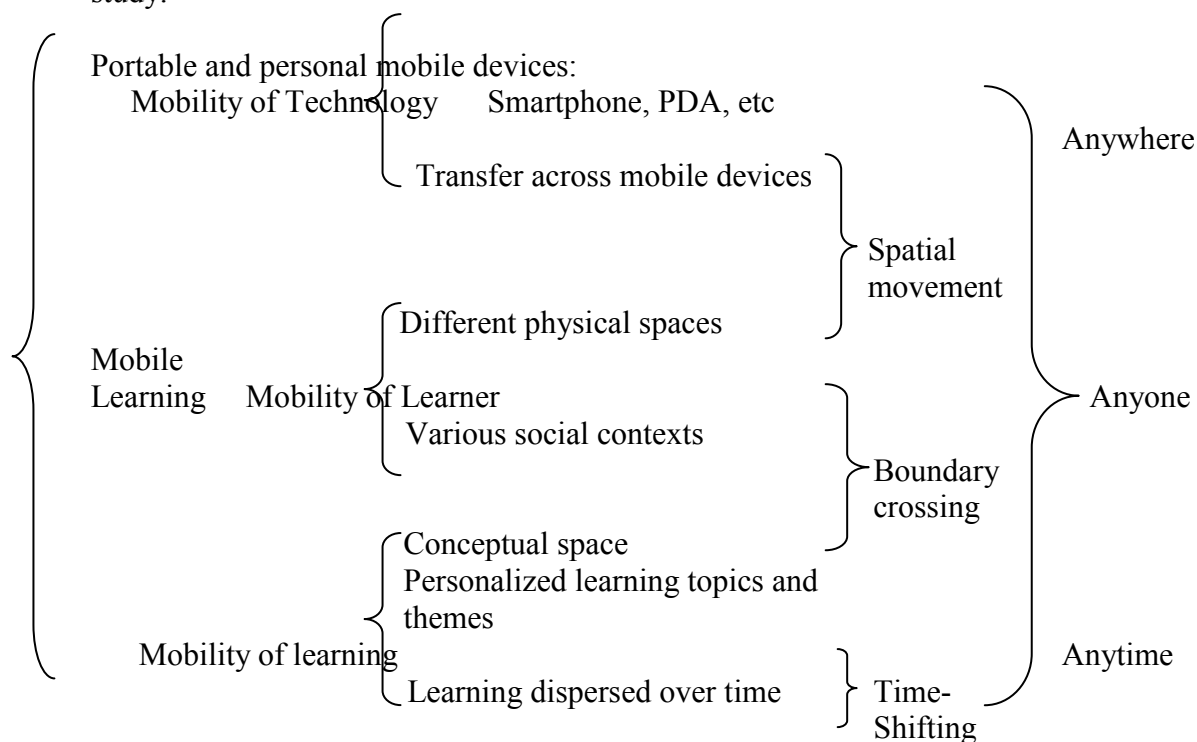 study.
Portable and personal mobile devices:
Mobility of Technology Smartphone, PDA, etc
Anywhere
Transfer across mobile devices
Spatial
movement
Different physical spaces
Mobile
Learning Mobility of Learner Anyone
Various social contexts
Boundary
crossing
Conceptual space
Personalized learning topics and
themes
Mobility of learning Anytime
Learning dispersed over time Time-
Shifting